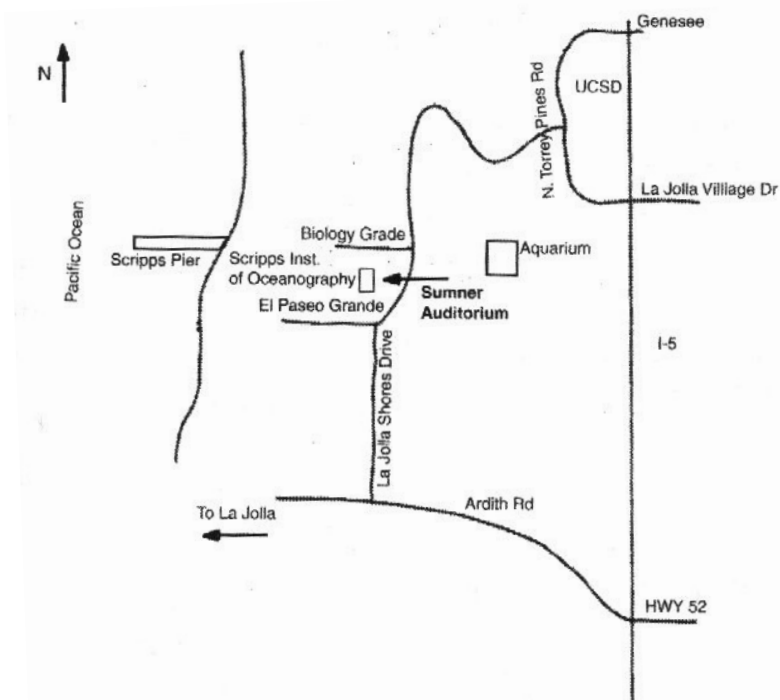 Genesee
N
UCSD
N. Torrey Pines Rd
La Jolla Villiage Dr
Pacific Ocean
Biology Grade
Aquarium
Scripps Pier
Scripps Inst.
of Oceanography
Sumner
Auditorium
El Paseo Grande
I-5
La Jolla Shores Drive
Ardith Rd
To La Jolla
HWY 52